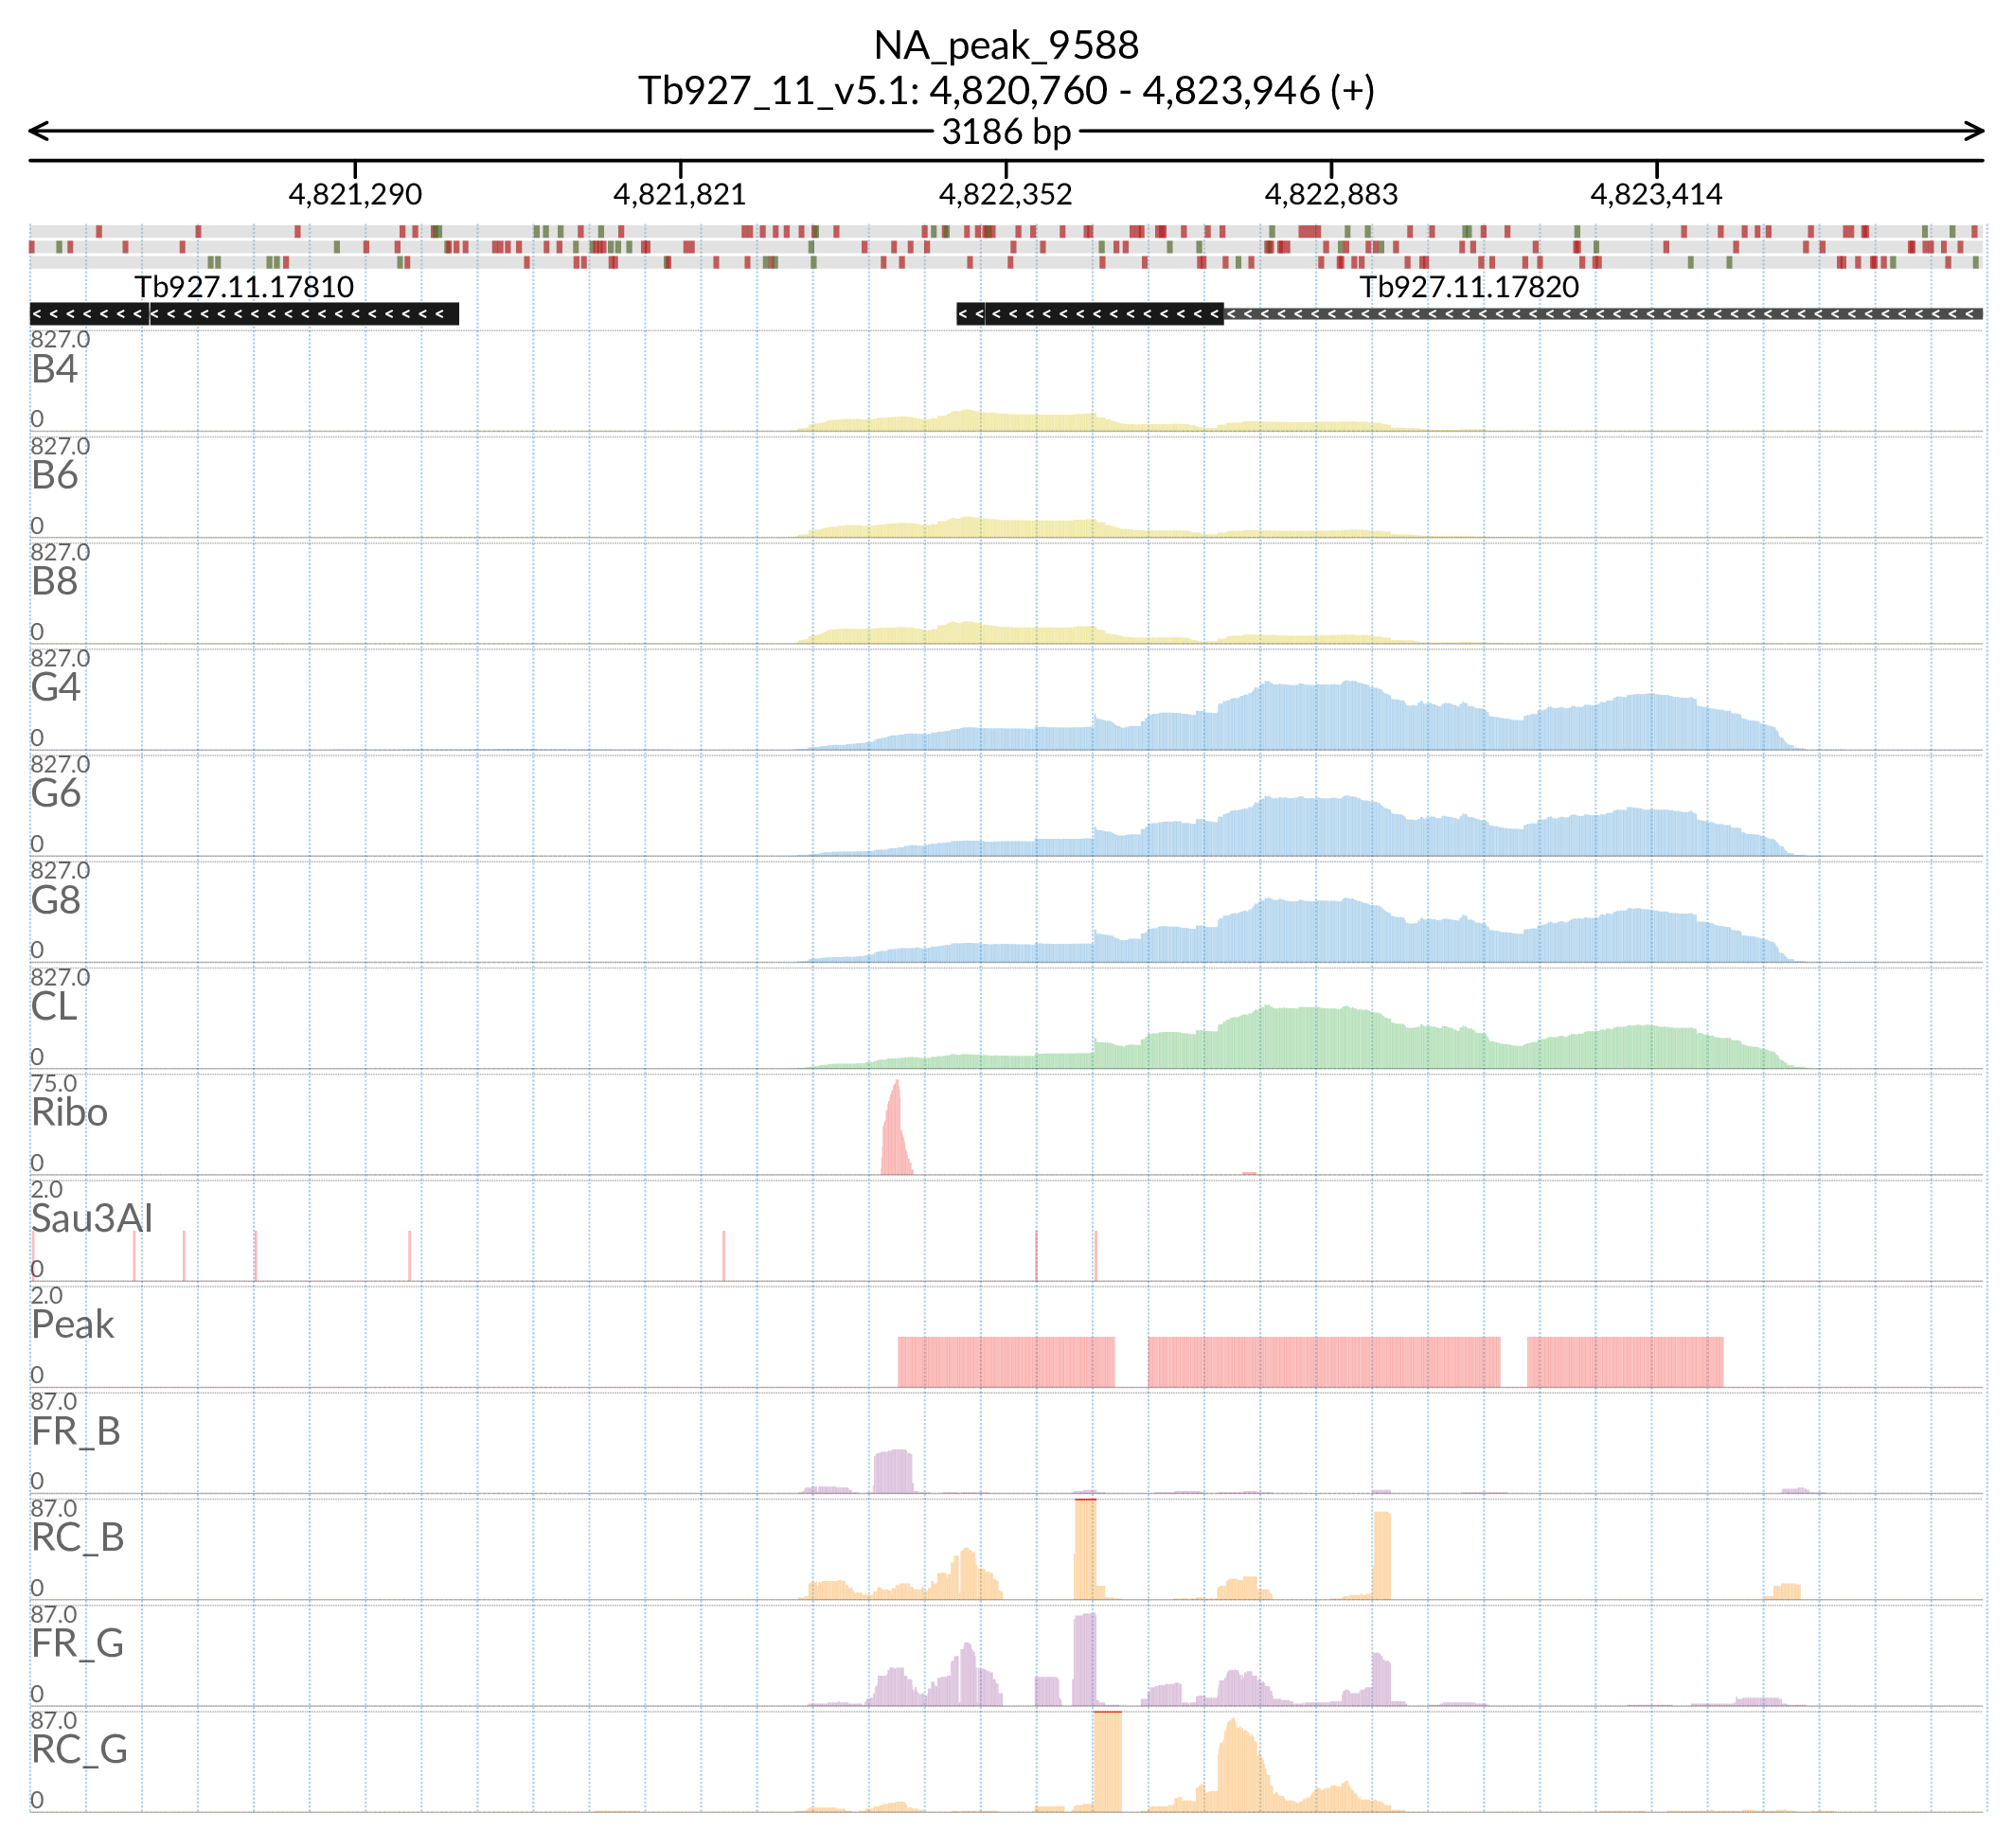 NA_peak_9588
Tb927_11_v5.1: 4,820,760 - 4,823,946 (+)
3186 bp
4,821,290 4,821,821 4,822,352 4,822,883 4,823,414
Tb927.11.17810 Tb927.11.17820
827.0
B4
0
827.0
B6
0
827.0
B8
0
827.0
G4
0
827.0
G6
0
827.0
G8
0
827.0
CL
0
75.0
Ribo
0
2.0
Sau3AI
0
2.0
Peak
0
87.0
FR_B
0
87.0
RC_B
0
87.0
FR_G
0
87.0
RC_G
0